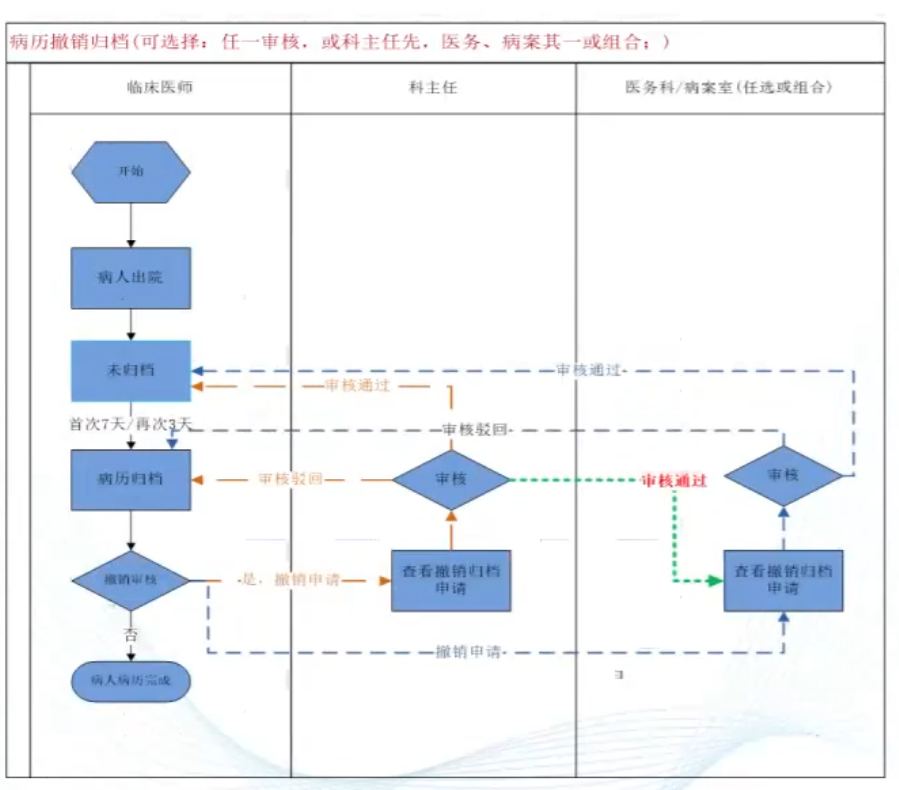 病历撤销归档(可选择：任一审核，或科主任先，医务、病案其一或组合；)
临床医师
科主任
医务科/病案室(任选或组合)
开始
病人出院
未归档
审核通过
审核通过
首次7天/再次3天
审核驳回
病历归档
审核驳回
审核
审核通过
审核
撤销审核
是，撤销申请
查看撤销归档
申请
查看撤销归档
申请
否
撤销申请
病人病历完成